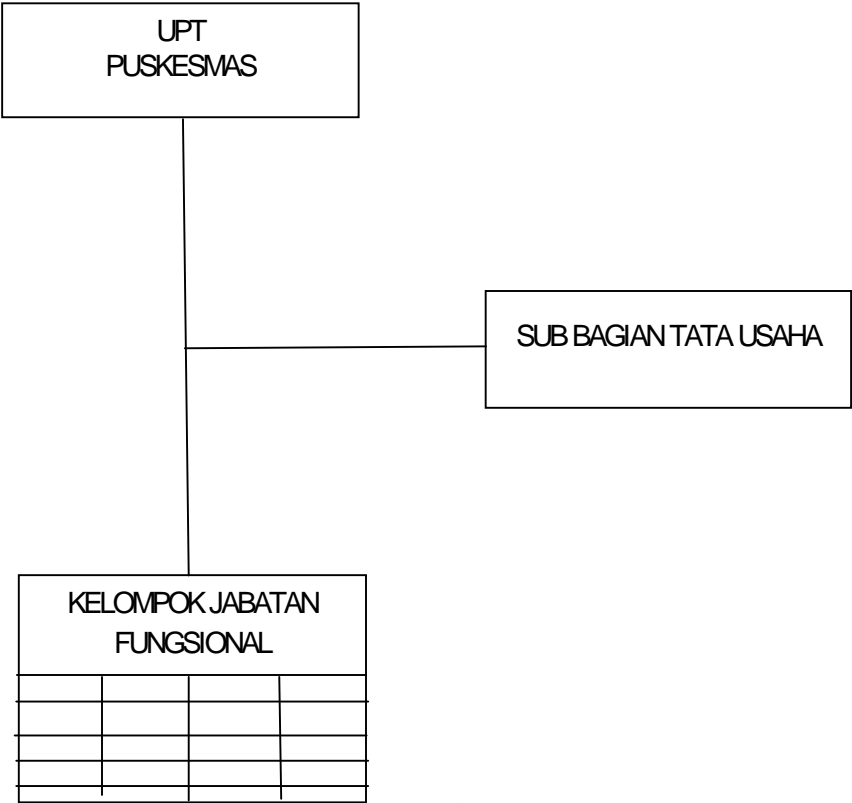 UPT
PUSKESMAS
SUB BAGIAN TATA USAHA
KELOMPOK JABATAN
FUNGSIONAL